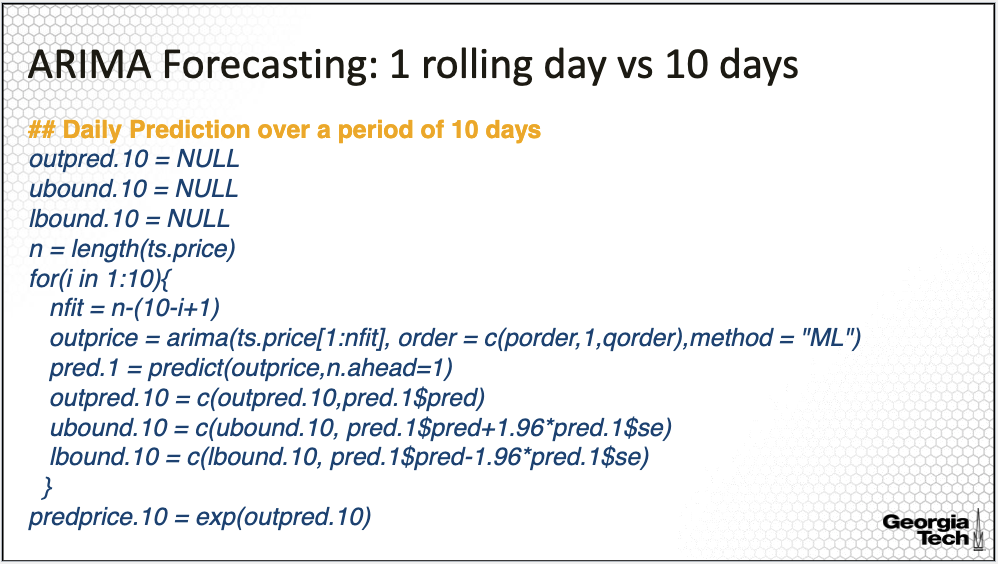 ARIMA Forecasting: 1 rolling day vs 10 days
## Daily Prediction over a period of 10 days
outpred.10 = NULL
ubound.10 = NULL
lbound.10 = NULL
n = length(ts.price)
for(i in 1:10){
nfit = n-(10-i+1)
outprice = arima(ts.price[1:nfit], order = c(porder,1,qorder),method = "ML")
pred.1 = predict(outprice,n.ahead=1)
outpred.10 = c(outpred.10,pred.1$pred)
ubound.10 = c(ubound.10, pred.1$pred+1.96*pred.1$se)
lbound.10 = c(lbound.10, pred.1$pred-1.96*pred.1$se)
}
predprice.10 = exp(outpred.10)
Georgia
Tech